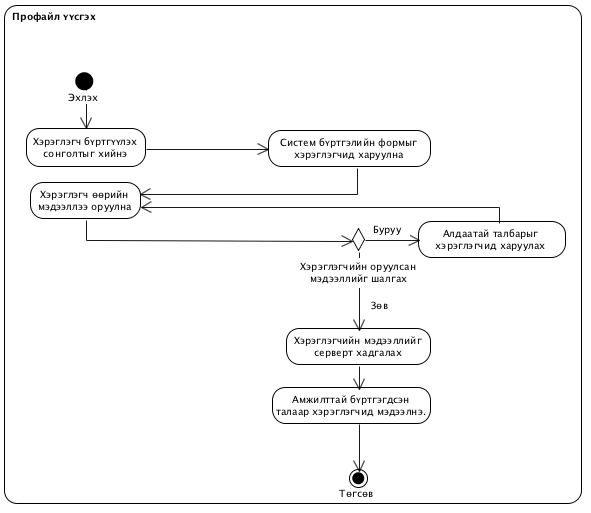 Профайл үүсгэх
Эхлэх
Хэрэглэгч бүртгүүлэх
сонголтыг хийнэ
Систем бүртгэлийн формыг
хэрэглэгчид харуулна
Хэрэглэгч өөрийн
мэдээллээ оруулна
Буруу
Алдаатай талбарыг
хэрэглэгчид харуулах
Хэрэглэгчийн оруулсан
мэдээллийг шалгах
Зөв
Хэрэглэгчийн мэдээллийг
серверт хадгалах
Амжилттай бүртгэгдсэн
талаар хэрэглэгчид мэдээлнэ.
Төгсөв